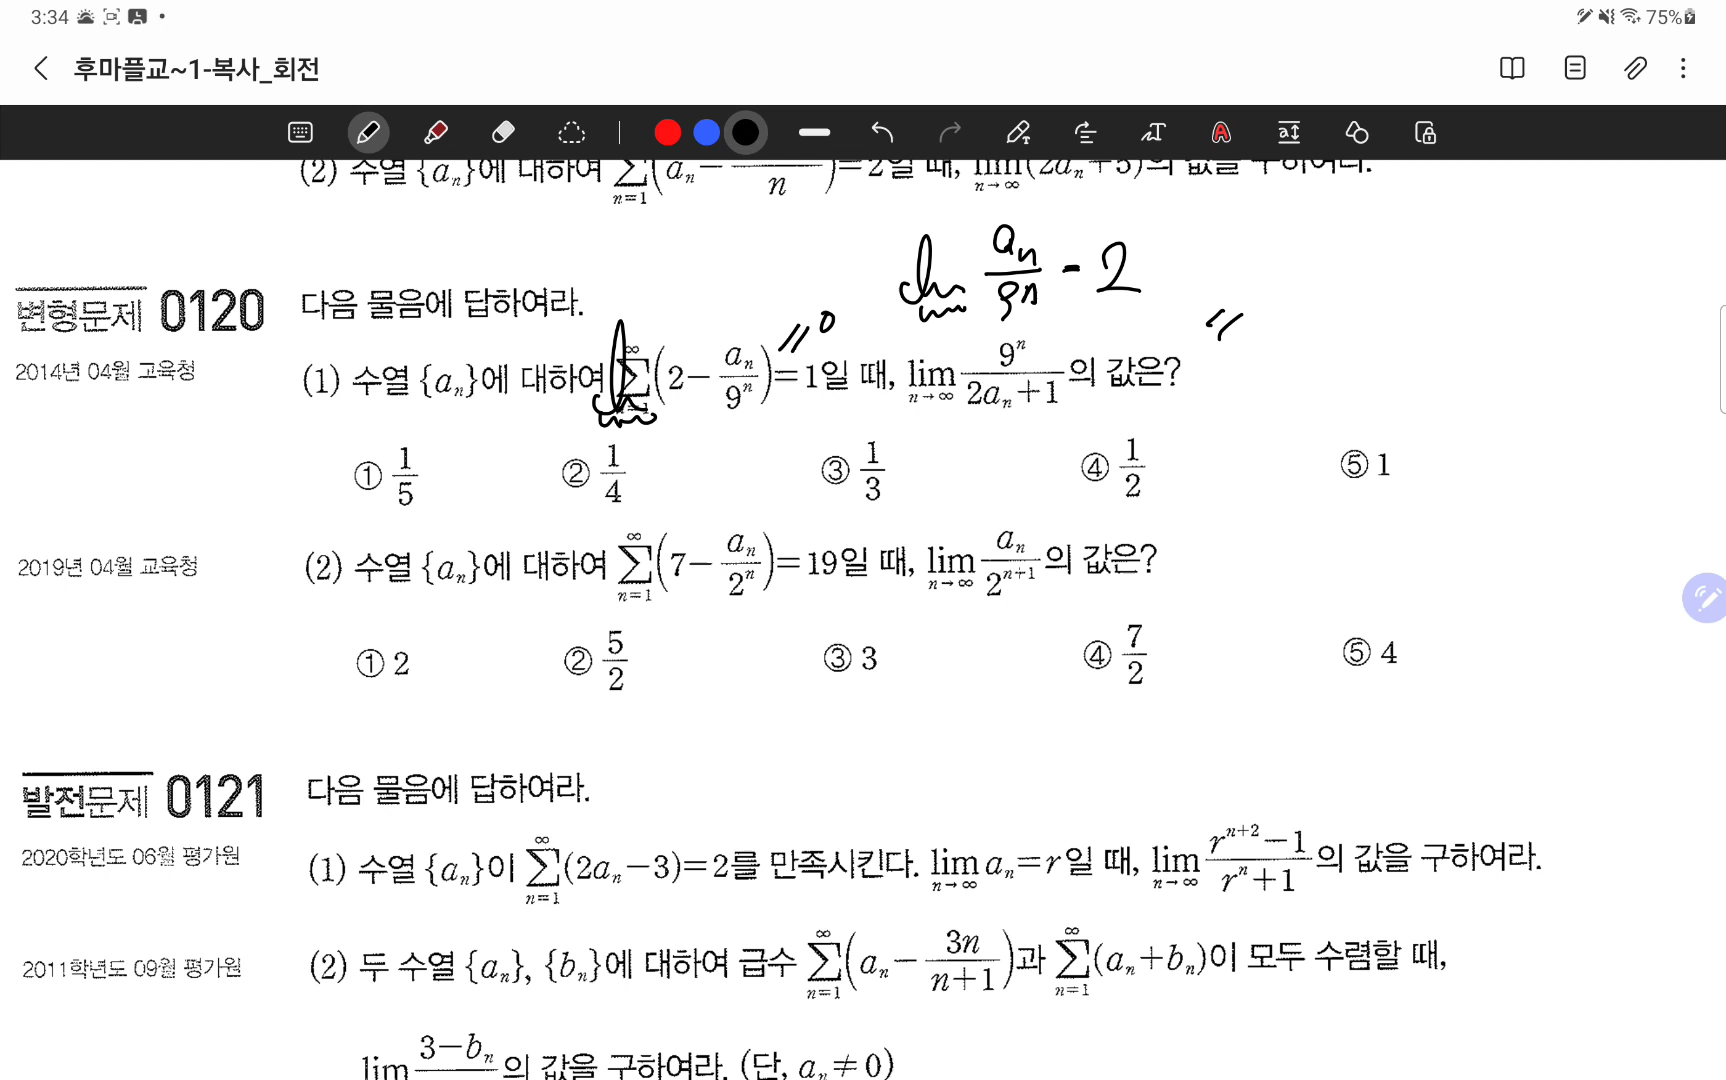 3:34
75%
후마플교~1-복사_회전
(2) 수열 {aₙ}에 대하여 ∑ₙ₌₁(aₙ − —/n)=2일 때, lim(n→∞)(2aₙ+5)의 값을 구하여라.
lim aₙ/9ⁿ - 2
변형문제 0120 다음 물음에 답하여라.
= 0
2014년 04월 교육청
(1) 수열 {aₙ}에 대하여 lim ∑ₙ₌₁^∞(2− aₙ/9ⁿ)=1일 때, lim(n→∞) 9ⁿ/(2aₙ+1)의 값은?
① 1/5 ② 1/4 ③ 1/3 ④ 1/2 ⑤ 1
2019년 04월 교육청
(2) 수열 {aₙ}에 대하여 ∑ₙ₌₁^∞(7− aₙ/2ⁿ)=19일 때, lim(n→∞) aₙ/2ⁿ⁺¹의 값은?
① 2 ② 5/2 ③ 3 ④ 7/2 ⑤ 4
발전문제 0121 다음 물음에 답하여라.
2020학년도 06월 평가원
(1) 수열 {aₙ}이 ∑ₙ₌₁^∞(2aₙ−3)=2를 만족시킨다. lim(n→∞) aₙ=r일 때, lim(n→∞) (rⁿ⁺²−1)/(rⁿ+1)의 값을 구하여라.
2011학년도 09월 평가원
(2) 두 수열 {aₙ}, {bₙ}에 대하여 급수 ∑ₙ₌₁^∞(aₙ− 3n/(n+1))과 ∑ₙ₌₁^∞(aₙ+bₙ)이 모두 수렴할 때,
lim (3−bₙ)/ 의 값을 구하여라. (단, aₙ≠0)